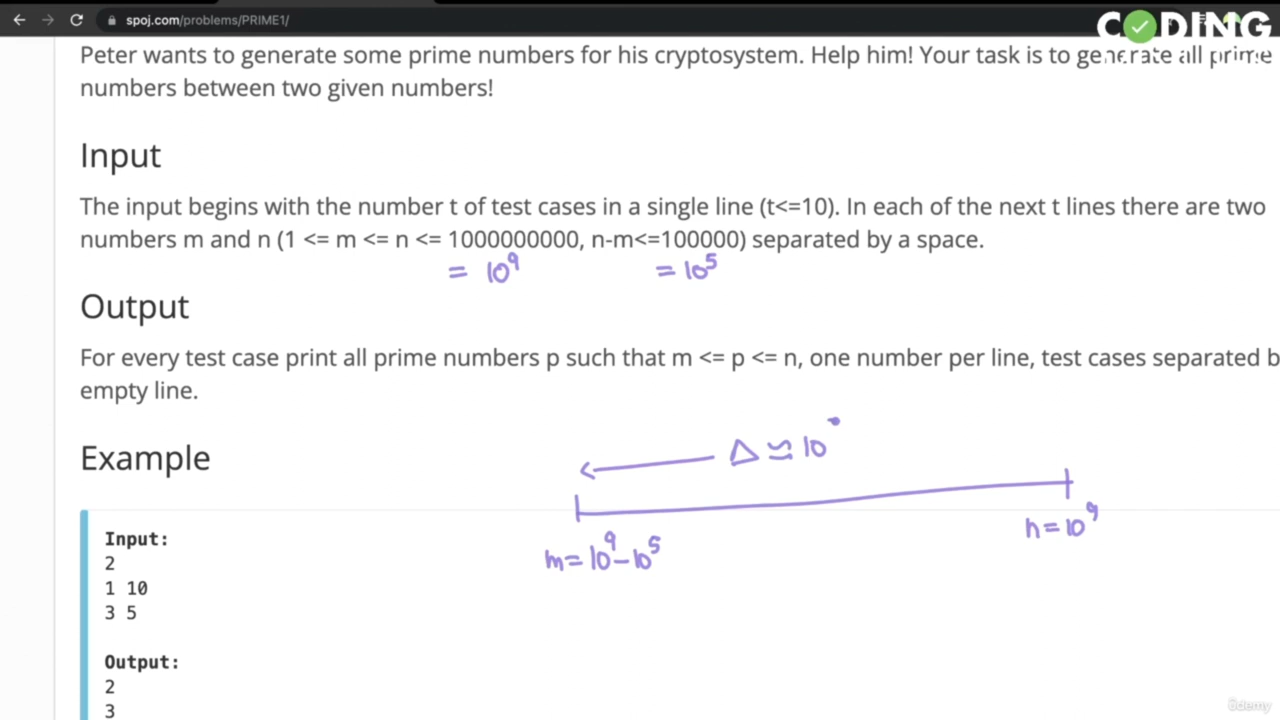 spoj.com/problems/PRIME1/
CODING
Peter wants to generate some prime numbers for his cryptosystem. Help him! Your task is to generate all prime
numbers between two given numbers!
Input
The input begins with the number t of test cases in a single line (t<=10). In each of the next t lines there are two
numbers m and n (1 <= m <= n <= 1000000000, n-m<=100000) separated by a space.
= 10⁹ = 10⁵
Output
For every test case print all prime numbers p such that m <= p <= n, one number per line, test cases separated b
empty line.
Δ ≃ 10
Example
n=10⁹
m=10⁹-10⁵
Input:
2
1 10
3 5
Output:
2
3
ûdemy